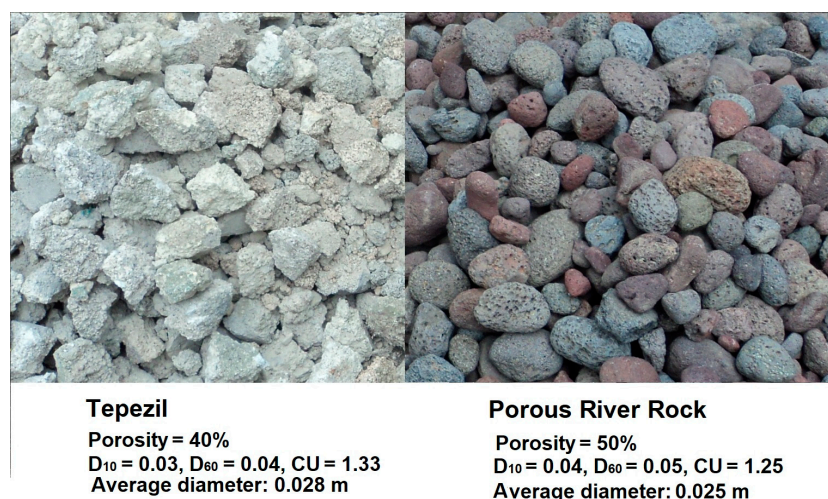 Tepezil
Porosity = 40%
D₁₀ = 0.03, D₆₀ = 0.04, CU = 1.33
Average diameter: 0.028 m
Porous River Rock
Porosity = 50%
D₁₀ = 0.04, D₆₀ = 0.05, CU = 1.25
Average diameter: 0.025 m